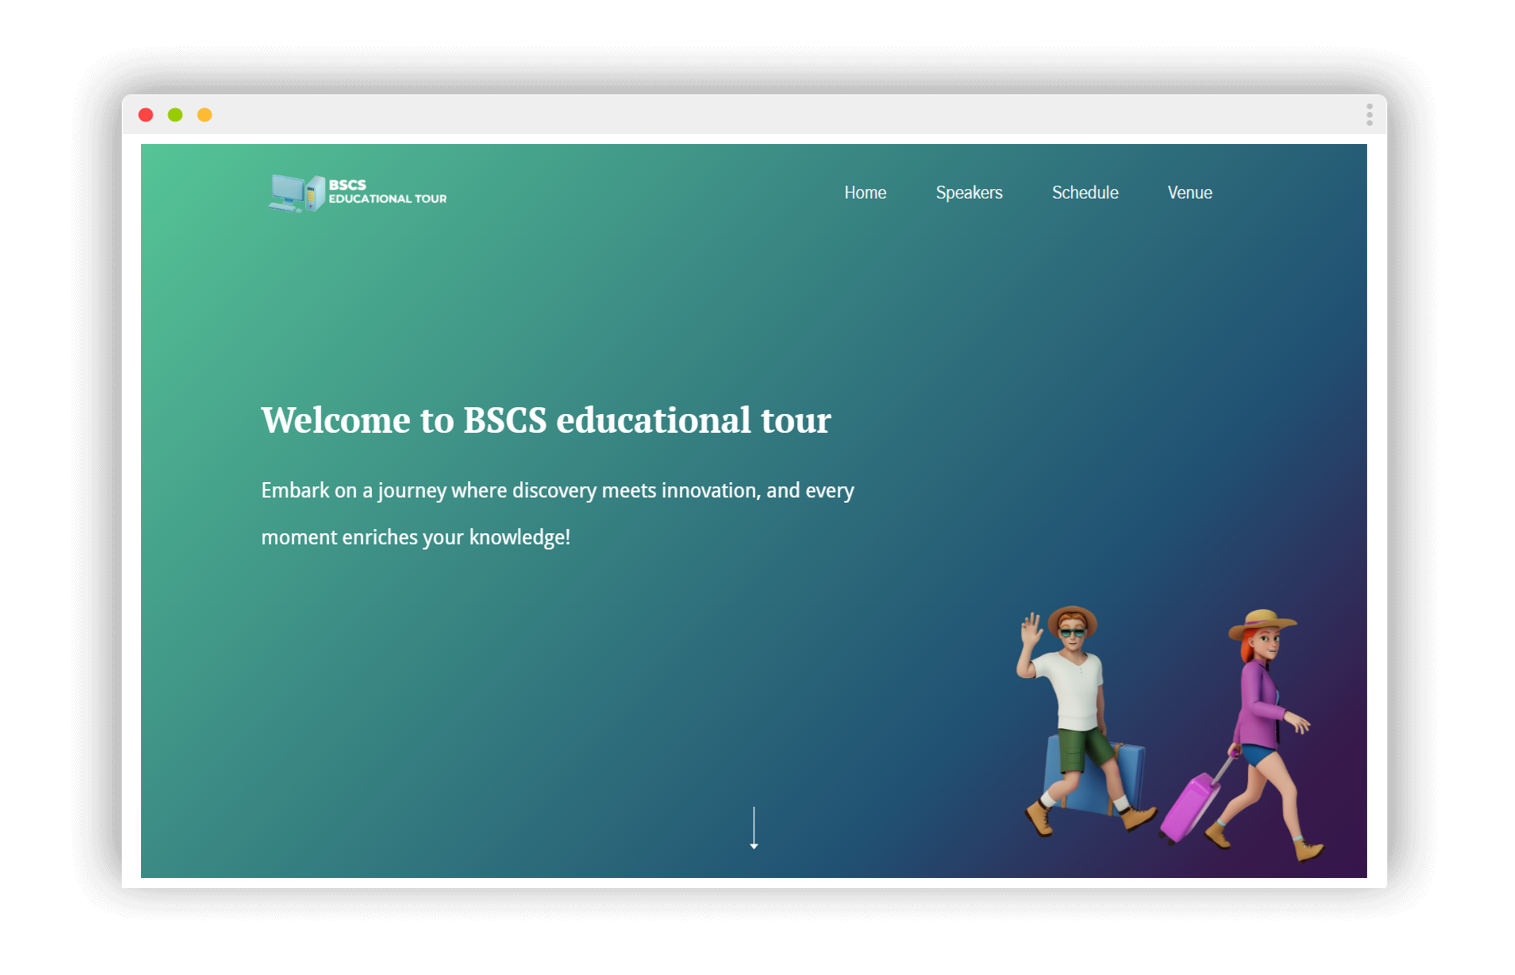 BSCS
EDUCATIONAL TOUR
Home
Speakers
Schedule
Venue
Welcome to BSCS educational tour
Embark on a journey where discovery meets innovation, and every
moment enriches your knowledge!